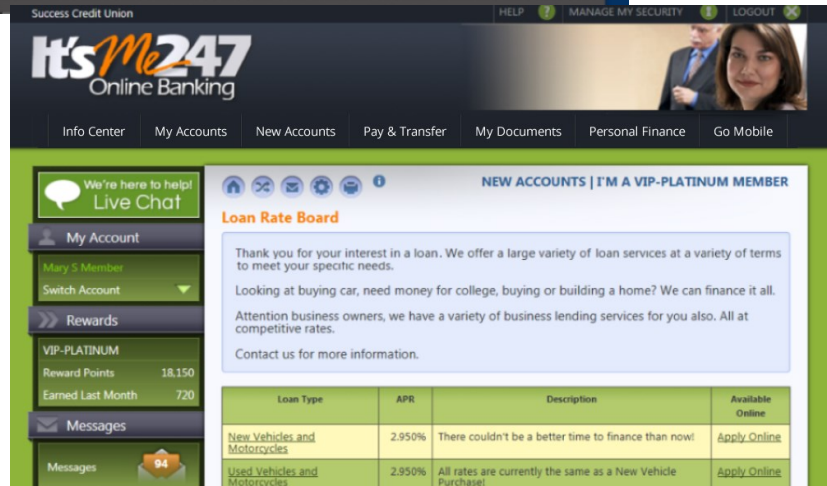 Success Credit Union
HELP ? MANAGE MY SECURITY LOGOUT
It's Me 247
Online Banking
Info Center My Accounts New Accounts Pay & Transfer My Documents Personal Finance Go Mobile
We're here to help!
Live Chat
My Account
Mary S Member
Switch Account
Rewards
VIP-PLATINUM
Reward Points 18,150
Earned Last Month 720
Messages
Messages 94
NEW ACCOUNTS | I'M A VIP-PLATINUM MEMBER
Loan Rate Board
Thank you for your interest in a loan. We offer a large variety of loan services at a variety of terms
to meet your specific needs.
Looking at buying car, need money for college, buying or building a home? We can finance it all.
Attention business owners, we have a variety of business lending services for you also. All at
competitive rates.
Contact us for more information.
Loan Type APR Description Available
Online
New Vehicles and 2.950% There couldn't be a better time to finance than now! Apply Online
Motorcycles
Used Vehicles and 2.950% All rates are currently the same as a New Vehicle Apply Online
Motorcycles Purchase!